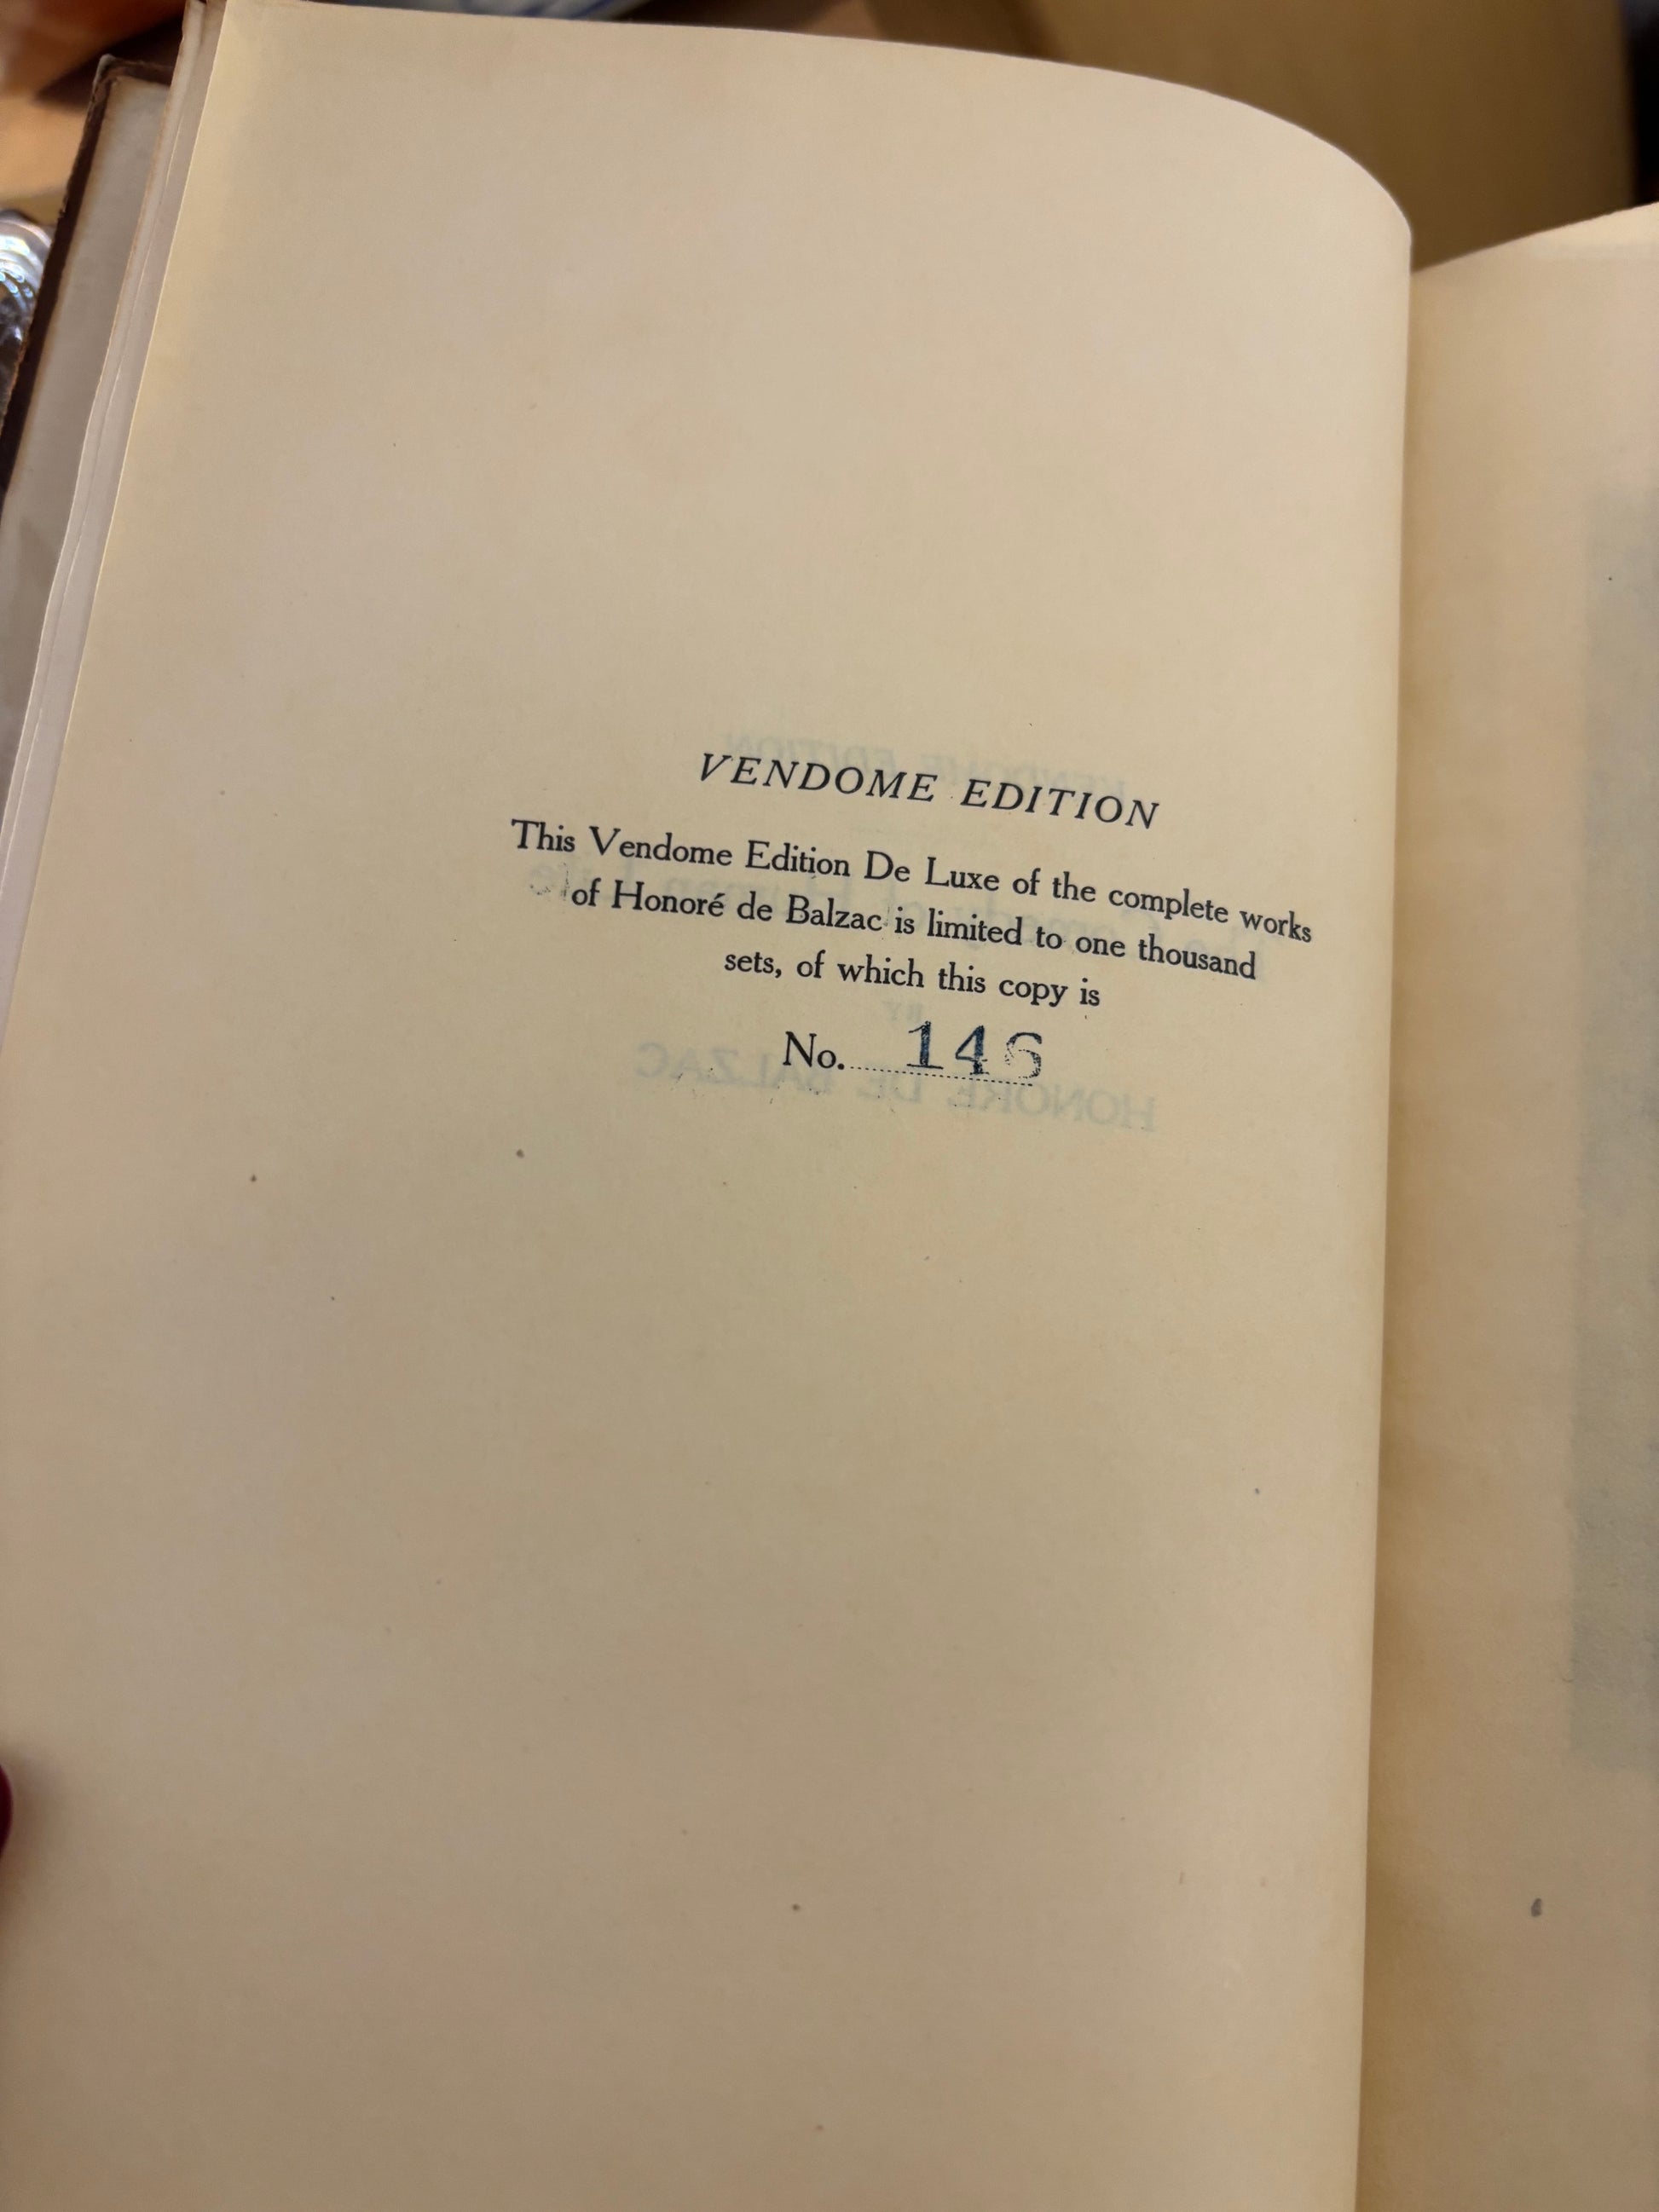 VENDOME EDITION
This Vendome Edition De Luxe of the complete works
of Honoré de Balzac is limited to one thousand
sets, of which this copy is
No. 146